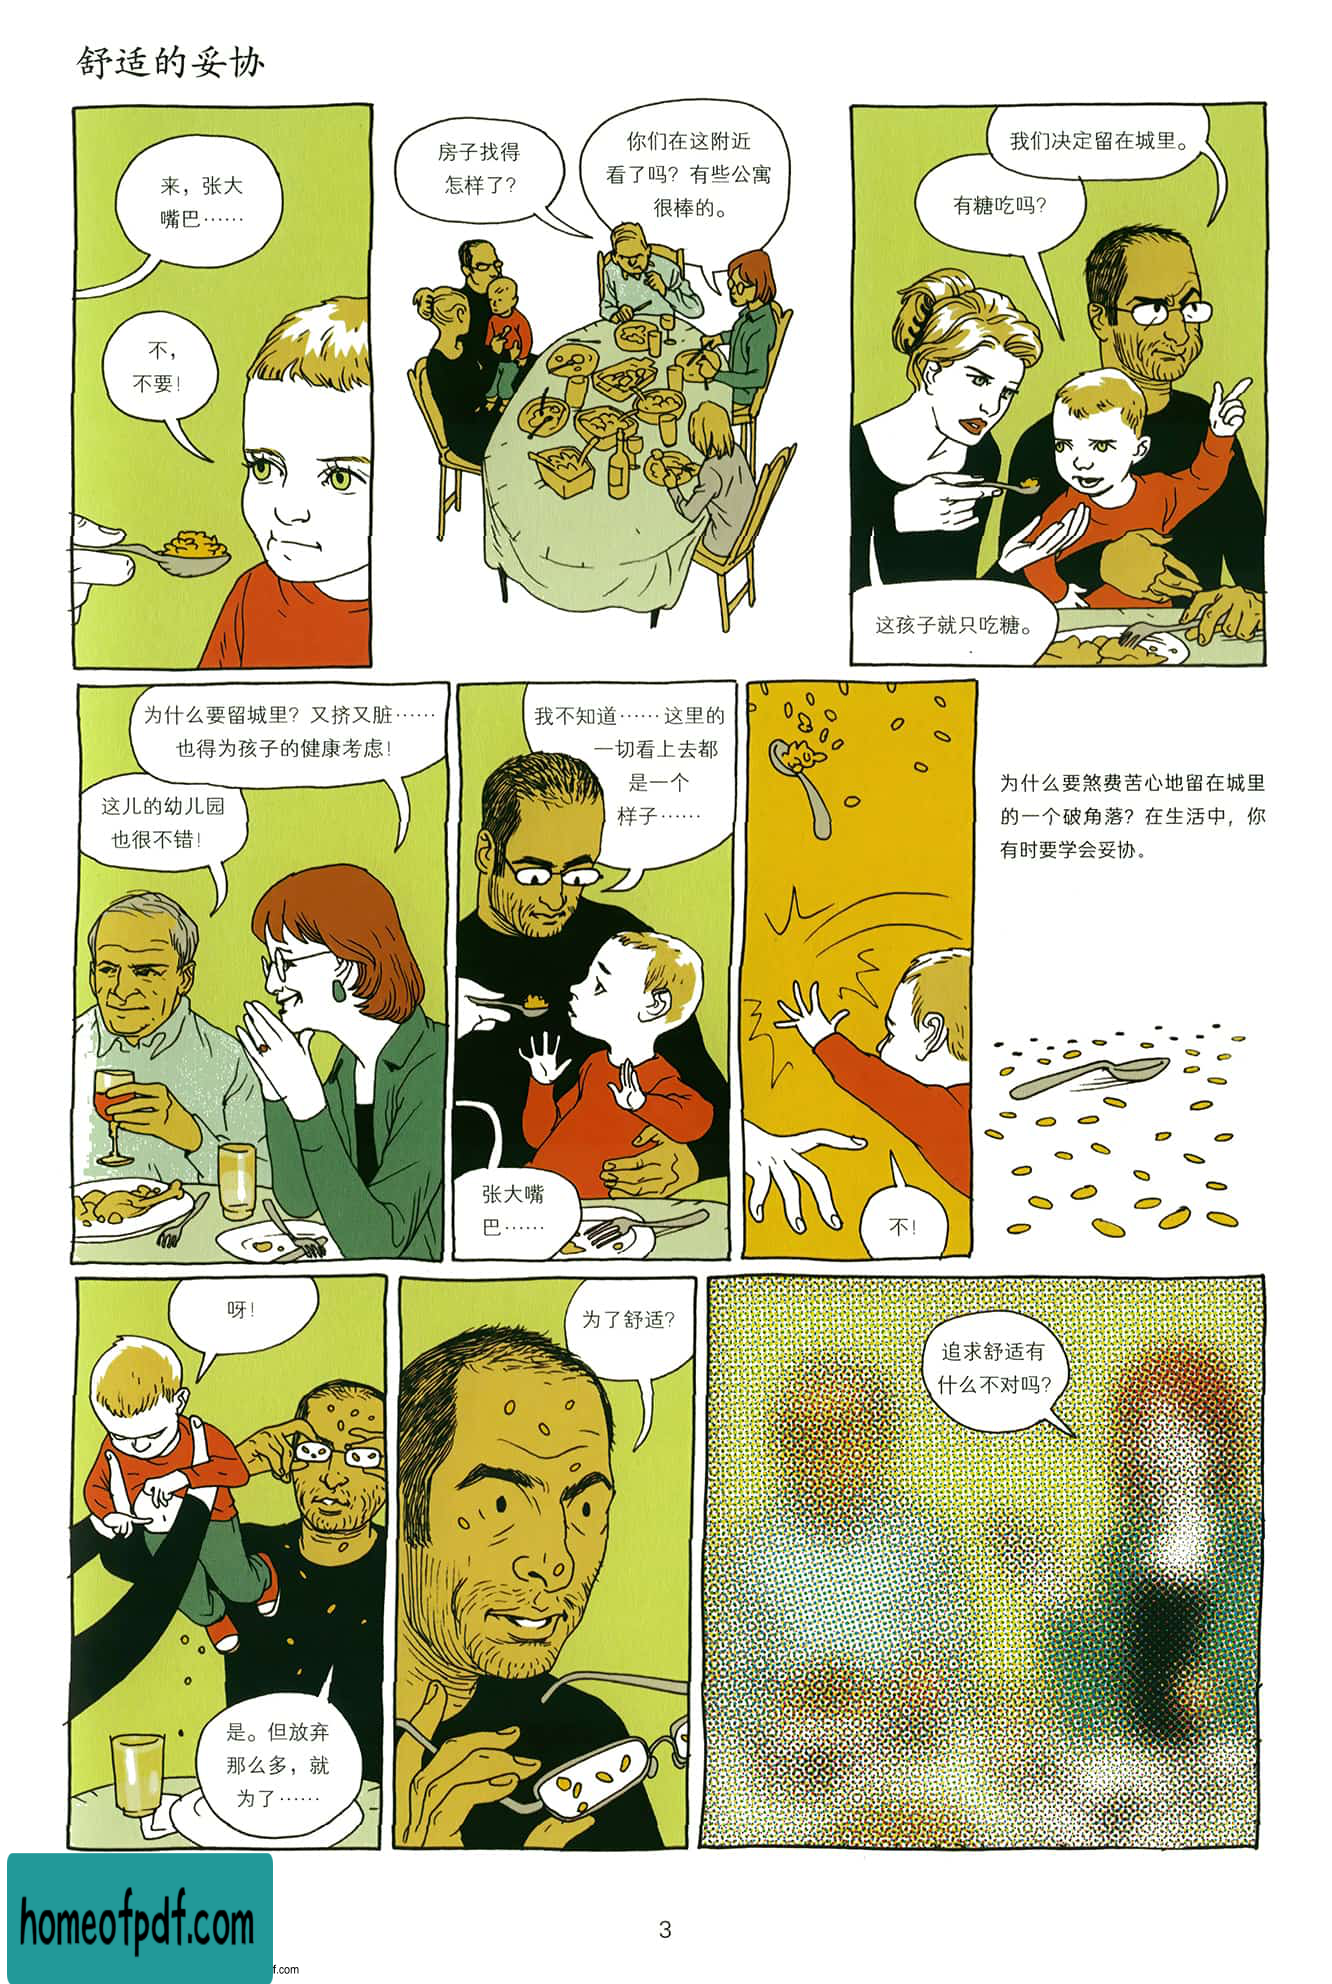 舒适的妥协
来，张大
嘴巴……
不，
不要！
房子找得
怎样了？
你们在这附近
看了吗？有些公寓
很棒的。
我们决定留在城里。
有糖吃吗？
这孩子就只吃糖。
为什么要留城里？又挤又脏……
也得为孩子的健康考虑！
这儿的幼儿园
也很不错！
我不知道……这里的
一切看上去都
是一个
样子……
张大嘴
巴……
不！
为什么要煞费苦心地留在城里
的一个破角落？在生活中，你
有时要学会妥协。
呀！
是。但放弃
那么多，就
为了……
为了舒适？
追求舒适有
什么不对吗？
3
homeofpdf.com
f.com